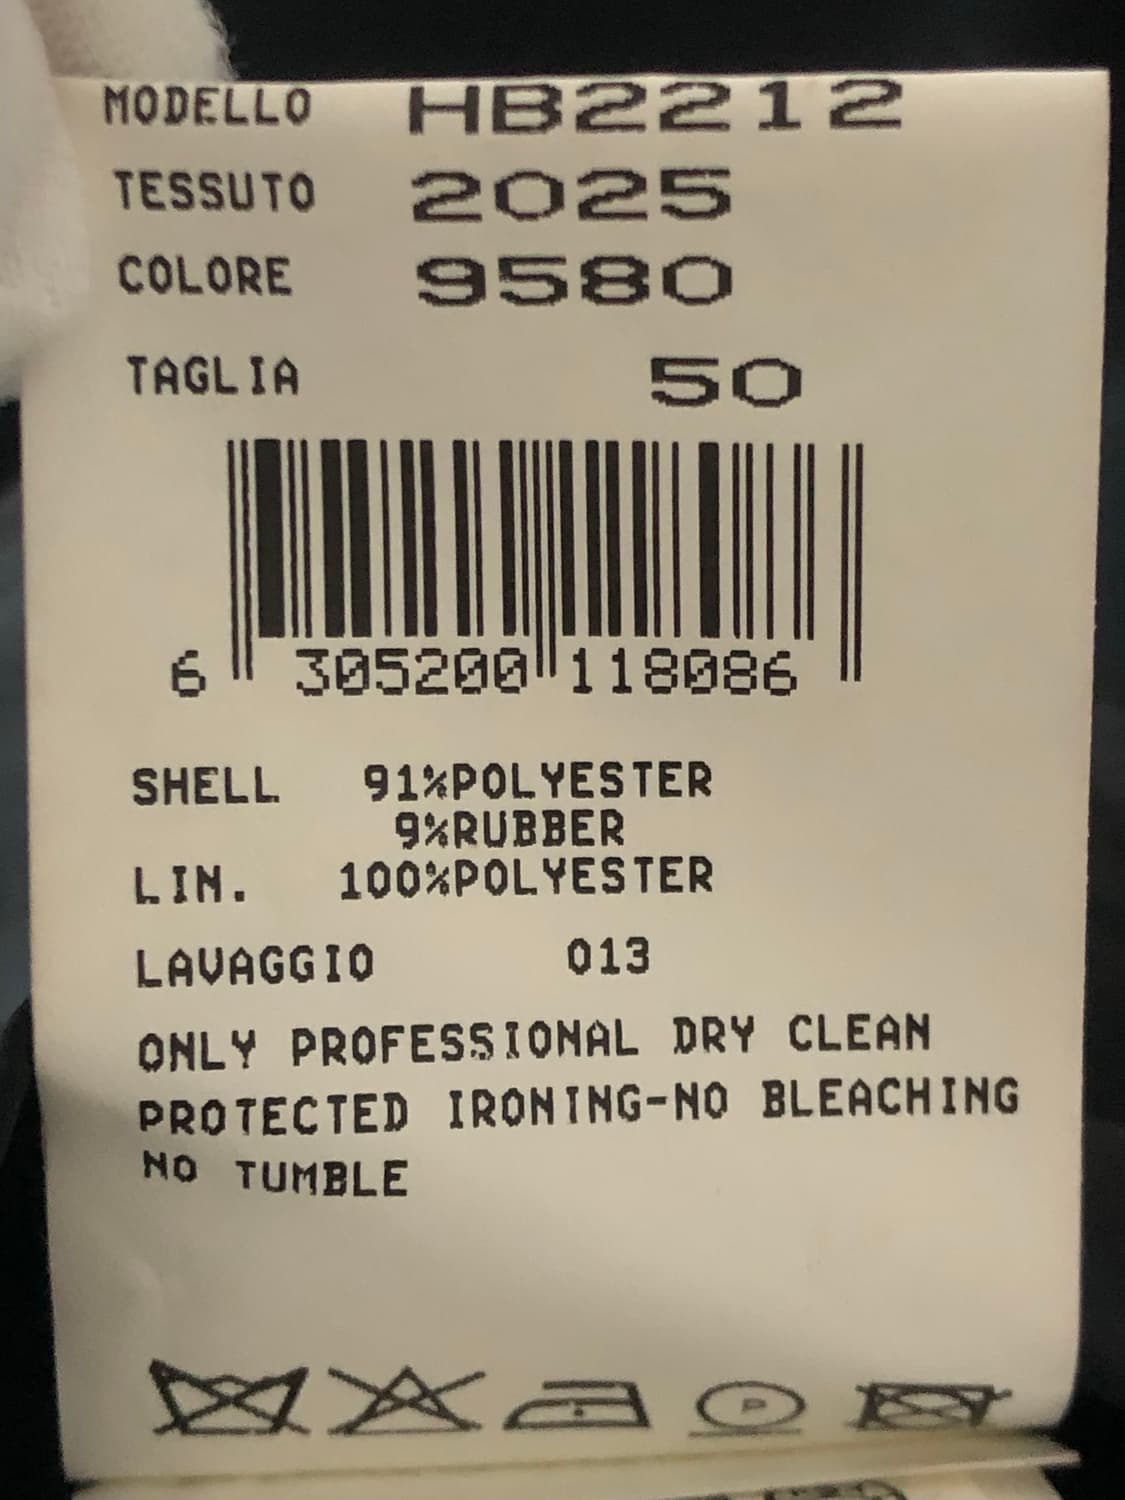 MODELLO HB2212
TESSUTO 2025
COLORE 9580
TAGLIA 50
6 305200 118086
SHELL 91%POLYESTER
9%RUBBER
LIN. 100%POLYESTER
LAVAGGIO 013
ONLY PROFESSIONAL DRY CLEAN
PROTECTED IRONING-NO BLEACHING
NO TUMBLE
P